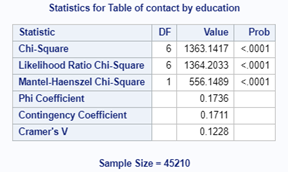 Statistics for Table of contact by education
Statistic DF Value Prob
Chi-Square 6 1363.1417 <.0001
Likelihood Ratio Chi-Square 6 1364.2033 <.0001
Mantel-Haenszel Chi-Square 1 556.1489 <.0001
Phi Coefficient 0.1736
Contingency Coefficient 0.1711
Cramer's V 0.1228
Sample Size = 45210